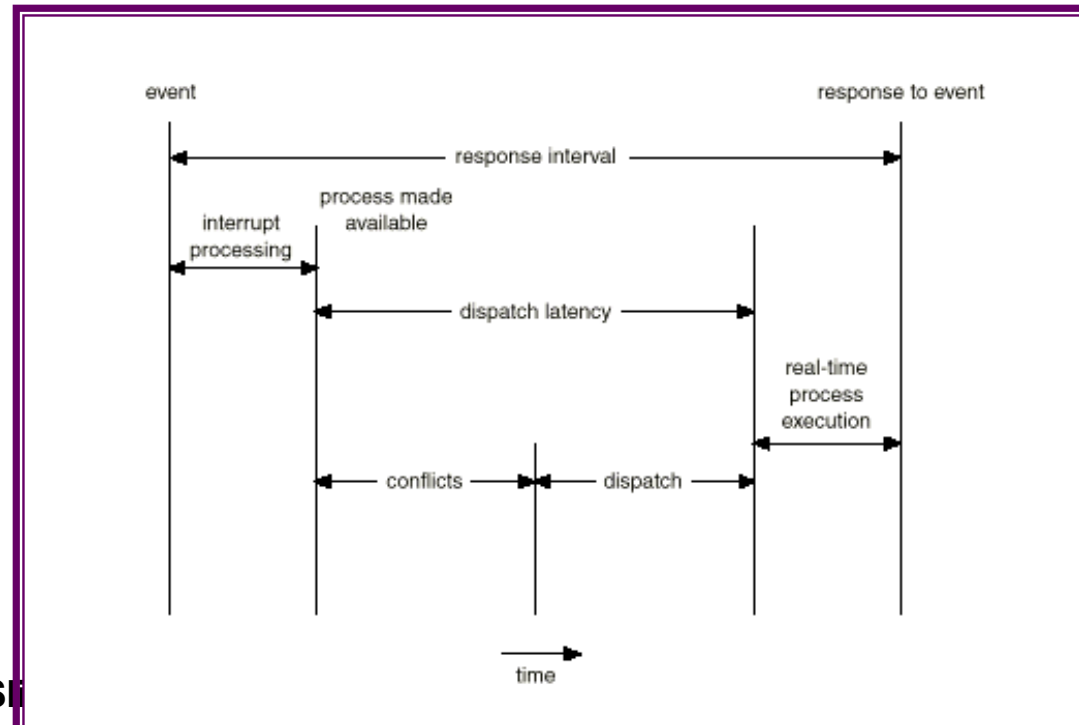 event
response to event
response interval
process made
available
interrupt
processing
dispatch latency
real-time
process
execution
conflicts
dispatch
time